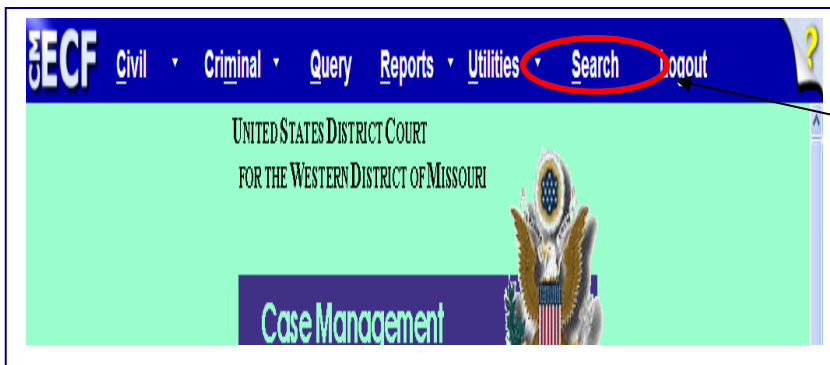 CM ECF Civil Criminal Query Reports Utilities Search Logout ?
UNITED STATES DISTRICT COURT
FOR THE WESTERN DISTRICT OF MISSOURI
Case Management